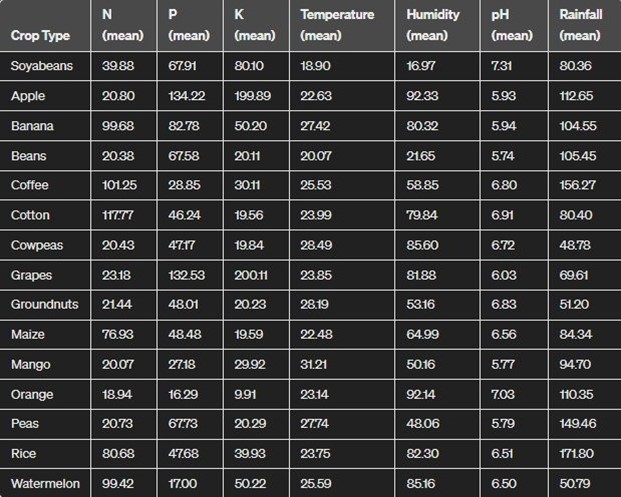 Crop Type N (mean) P (mean) K (mean) Temperature (mean) Humidity (mean) pH (mean) Rainfall (mean)
Soyabeans 39.88 67.91 80.10 18.90 16.97 7.31 80.36
Apple 20.80 134.22 199.89 22.63 92.33 5.93 112.65
Banana 99.68 82.78 50.20 27.42 80.32 5.94 104.55
Beans 20.38 67.58 20.11 20.07 21.65 5.74 105.45
Coffee 101.25 28.85 30.11 25.53 58.85 6.80 156.27
Cotton 117.77 46.24 19.56 23.99 79.84 6.91 80.40
Cowpeas 20.43 47.17 19.84 28.49 85.60 6.72 48.78
Grapes 23.18 132.53 200.11 23.85 81.88 6.03 69.61
Groundnuts 21.44 48.01 20.23 28.19 53.16 6.83 51.20
Maize 76.93 48.48 19.59 22.48 64.99 6.56 84.34
Mango 20.07 27.18 29.92 31.21 50.16 5.77 94.70
Orange 18.94 16.29 9.91 23.14 92.14 7.03 110.35
Peas 20.73 67.73 20.29 27.74 48.06 5.79 149.46
Rice 80.68 47.68 39.93 23.75 82.30 6.51 171.80
Watermelon 99.42 17.00 50.22 25.59 85.16 6.50 50.79